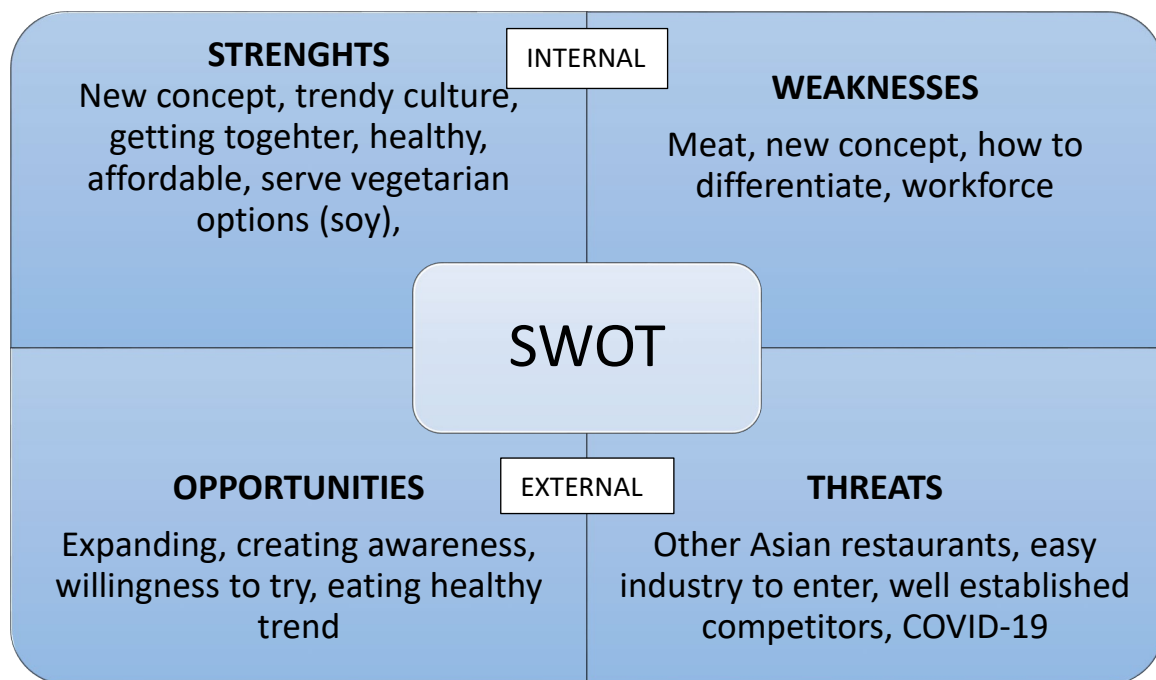 STRENGHTS
New concept, trendy culture,
getting togehter, healthy,
affordable, serve vegetarian
options (soy),
INTERNAL
WEAKNESSES
Meat, new concept, how to
differentiate, workforce
SWOT
OPPORTUNITIES
Expanding, creating awareness,
willingness to try, eating healthy
trend
EXTERNAL
THREATS
Other Asian restaurants, easy
industry to enter, well established
competitors, COVID-19